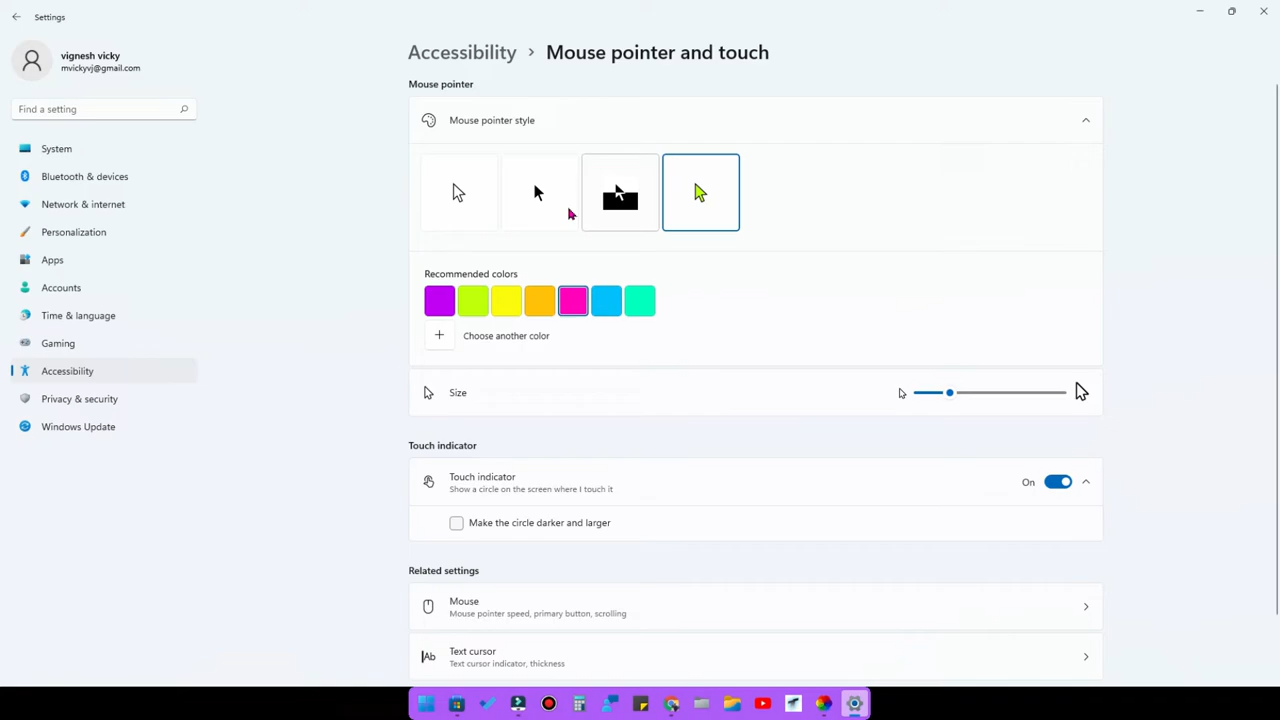 Settings
vignesh vicky
mvickyvj@gmail.com
Find a setting
System
Bluetooth & devices
Network & internet
Personalization
Apps
Accounts
Time & language
Gaming
Accessibility
Privacy & security
Windows Update
Accessibility > Mouse pointer and touch
Mouse pointer
Mouse pointer style
Recommended colors
Choose another color
Size
Touch indicator
Touch indicator
Show a circle on the screen where I touch it
On
Make the circle darker and larger
Related settings
Mouse
Mouse pointer speed, primary button, scrolling
Ab
Text cursor
Text cursor indicator, thickness